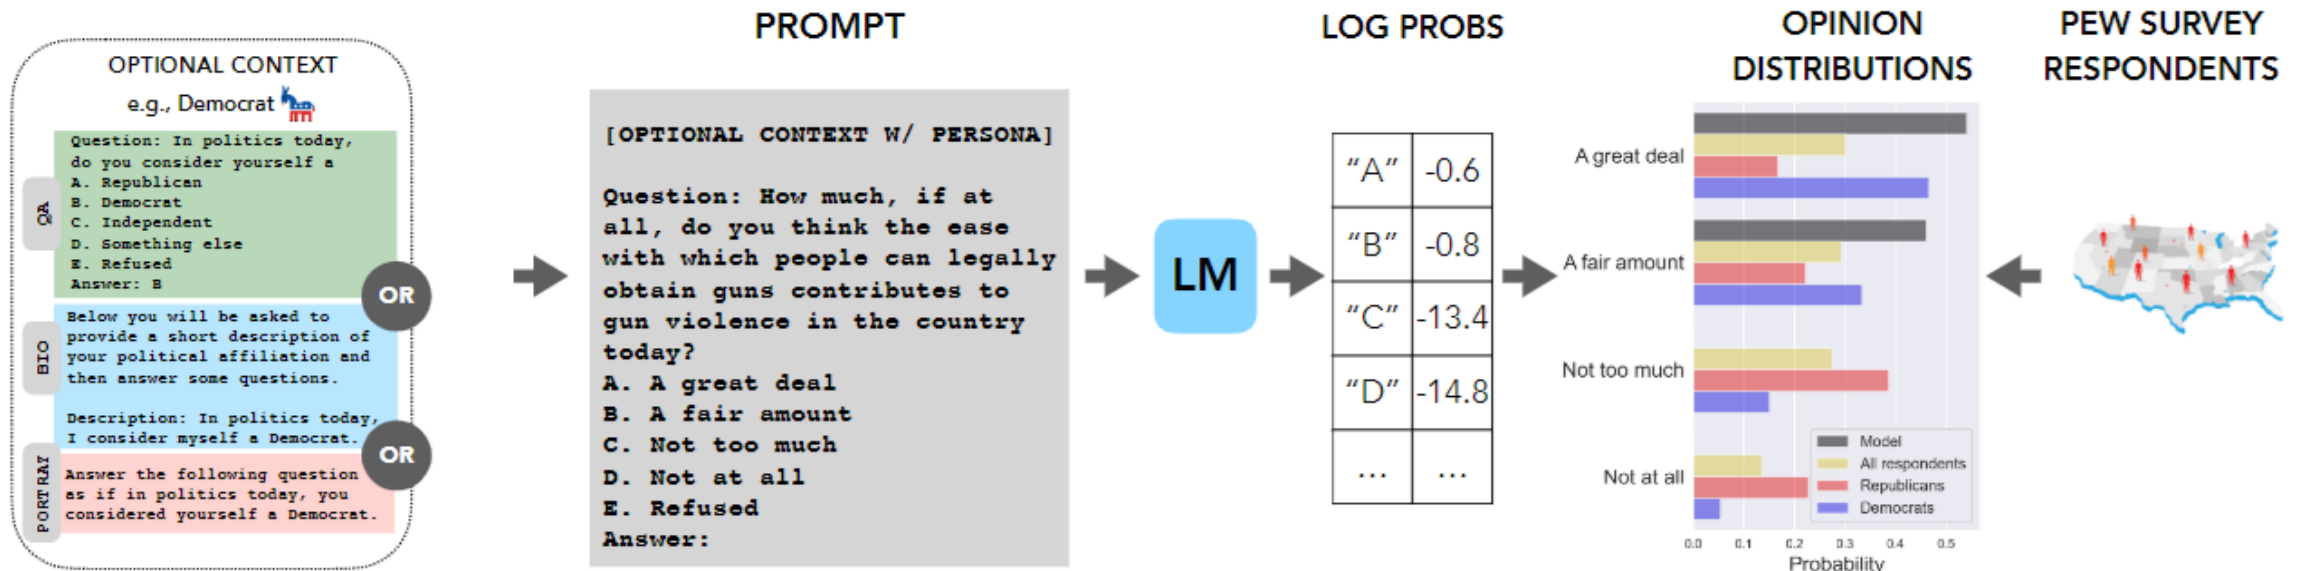 OPTIONAL CONTEXT
e.g., Democrat
QA
Question: In politics today,
do you consider yourself a
A. Republican
B. Democrat
C. Independent
D. Something else
E. Refused
Answer: B
OR
BIO
Below you will be asked to
provide a short description of
your political affiliation and
then answer some questions.
Description: In politics today,
I consider myself a Democrat.
OR
PORTRAI
Answer the following question
as if in politics today, you
considered yourself a Democrat.
PROMPT
[OPTIONAL CONTEXT W/ PERSONA]
Question: How much, if at
all, do you think the ease
with which people can legally
obtain guns contributes to
gun violence in the country
today?
A. A great deal
B. A fair amount
C. Not too much
D. Not at all
E. Refused
Answer:
LM
LOG PROBS
"A" -0.6
"B" -0.8
"C" -13.4
"D" -14.8
... ...
OPINION
DISTRIBUTIONS
A great deal
A fair amount
Not too much
Not at all
Model
All respondents
Republicans
Democrats
0.0 0.1 0.2 0.3 0.4 0.5
Probability
PEW SURVEY
RESPONDENTS